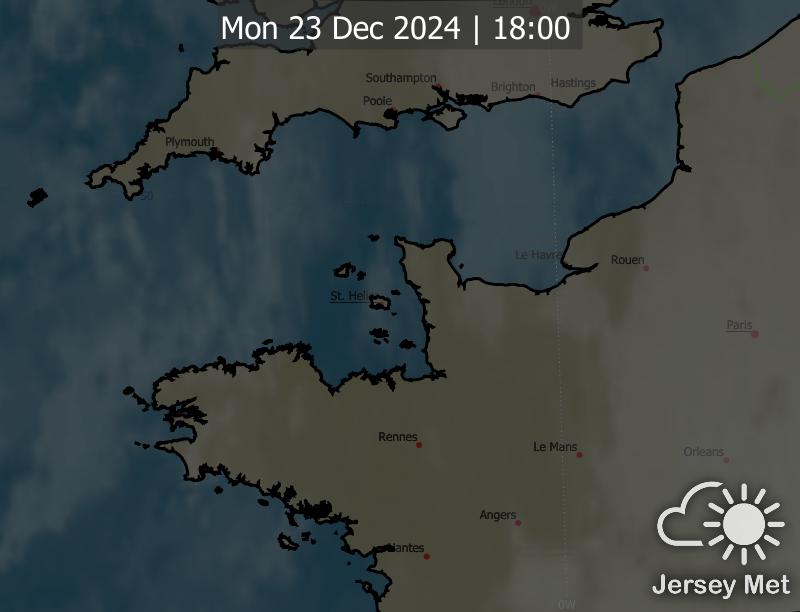 London
Mon 23 Dec 2024 | 18:00
Southampton
Brighton
Hastings
Poole
Plymouth
50
Le Havre
Rouen
St. Heli
Paris
Rennes
Le Mans
Orleans
Angers
Nantes
Jersey Met
0W